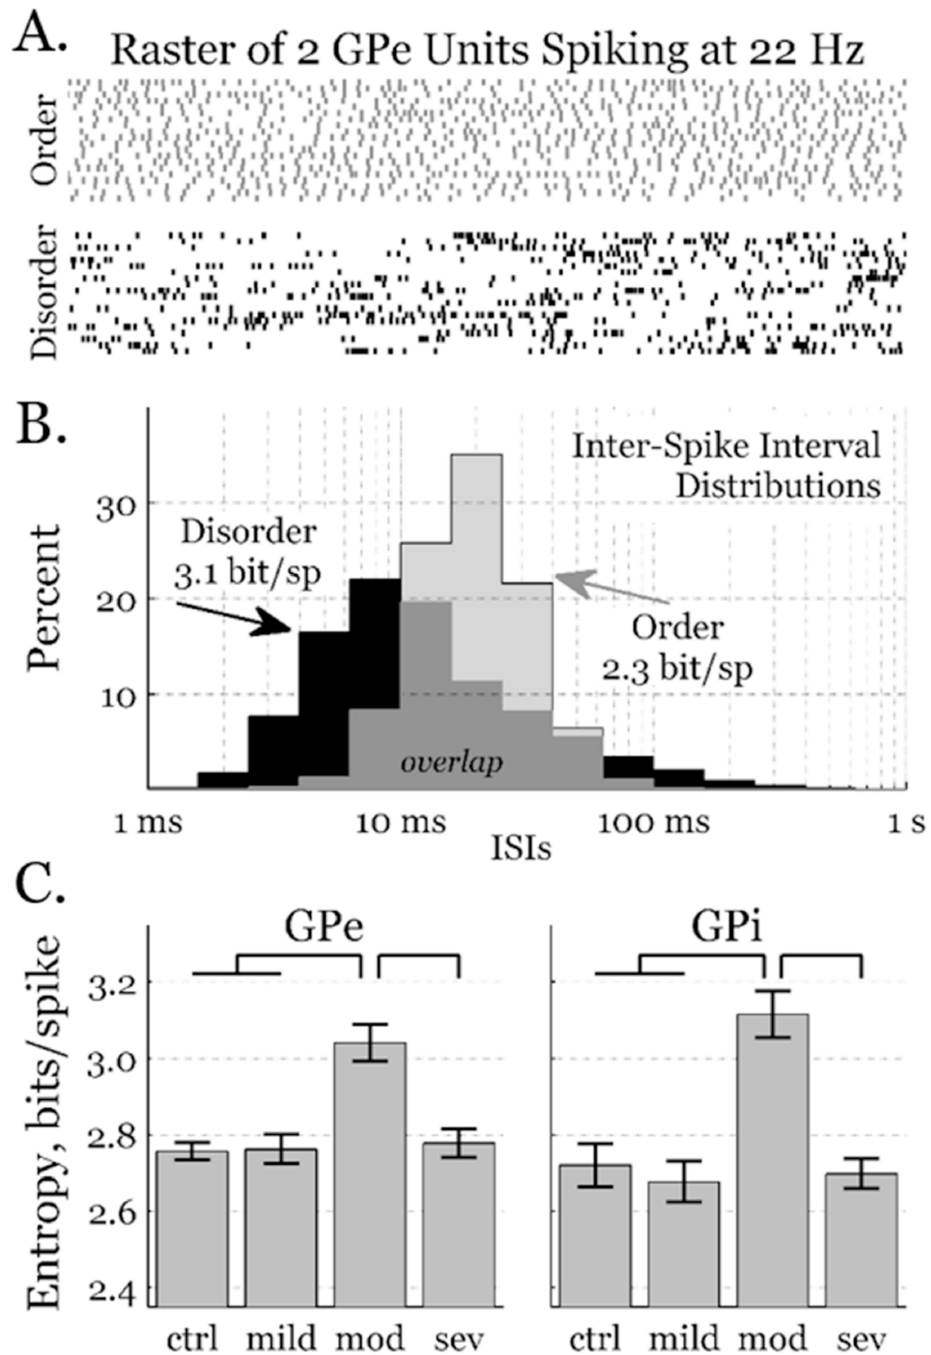 A.
Raster of 2 GPe Units Spiking at 22 Hz
Order
Disorder
B.
Inter-Spike Interval
Distributions
Percent
30
20
10
Disorder
3.1 bit/sp
Order
2.3 bit/sp
overlap
1 ms
10 ms
100 ms
1 s
ISIs
C.
GPe
GPi
Entropy, bits/spike
3.2
3.0
2.8
2.6
2.4
ctrl mild mod sev
ctrl mild mod sev